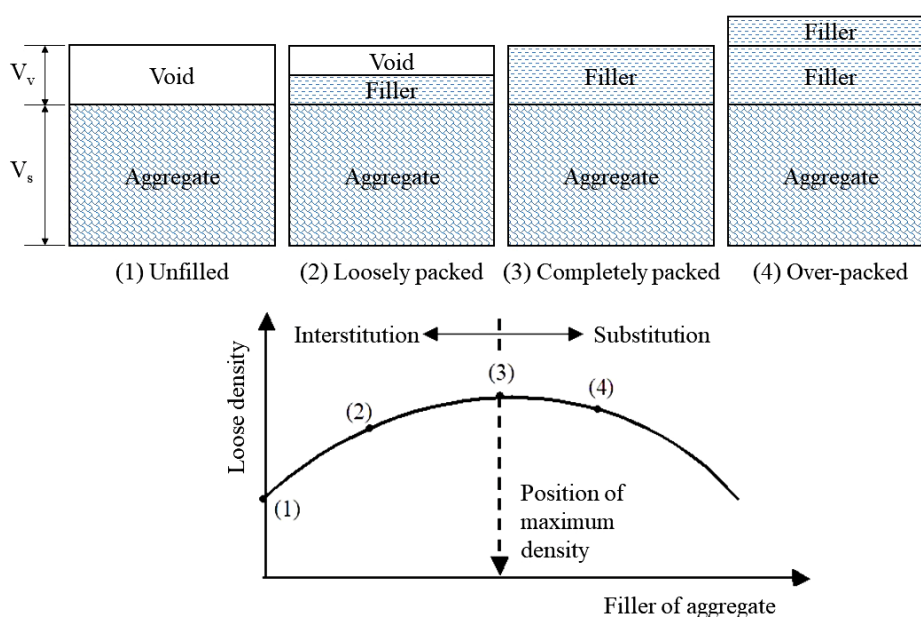 Vv
Void
Vs
Aggregate
(1) Unfilled
Void
Filler
Aggregate
(2) Loosely packed
Filler
Aggregate
(3) Completely packed
Filler
Filler
Aggregate
(4) Over-packed
Loose density
Interstitution
Substitution
(1)
(2)
(3)
(4)
Position of
maximum
density
Filler of aggregate